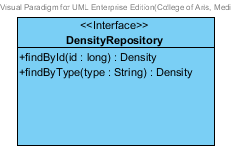 Visual Paradigm for UML Enterprise Edition(College of Arts, Medi
<<Interface>>
DensityRepository
+findById(id : long) : Density
+findByType(type : String) : Density